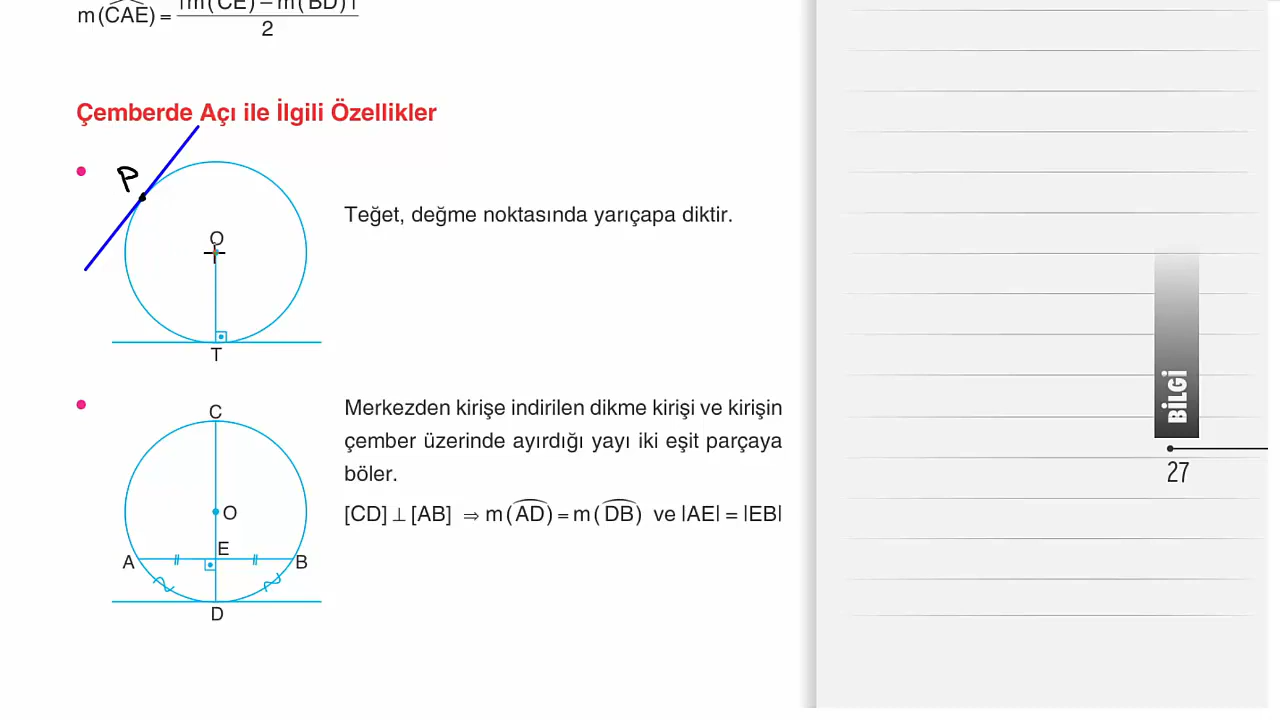 m(CAE) = |m(CE) − m(BD)| / 2
Çemberde Açı ile İlgili Özellikler
P
O
T
Teğet, değme noktasında yarıçapa diktir.
C
O
E
A
B
D
Merkezden kirişe indirilen dikme kirişi ve kirişin
çember üzerinde ayırdığı yayı iki eşit parçaya
böler.
[CD] ⊥ [AB] ⇒ m(AD) = m(DB) ve |AE| = |EB|
BİLGİ
27